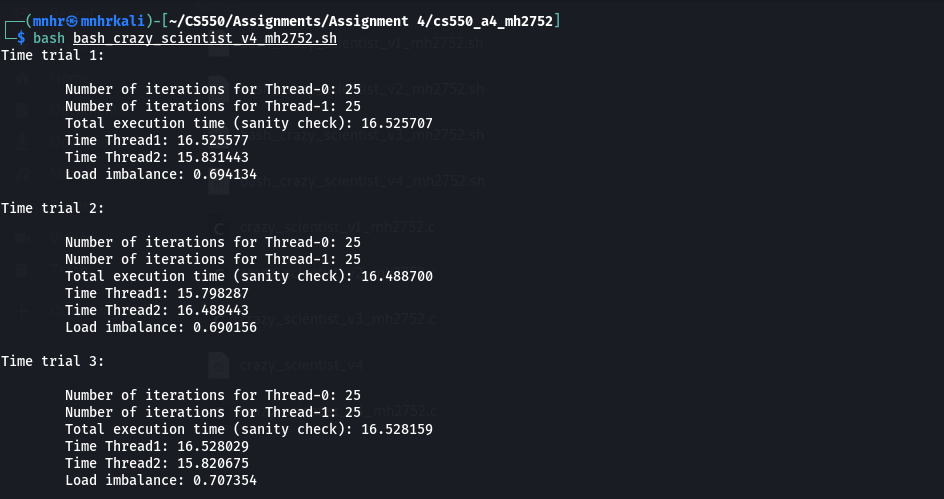 (mnhr㉿mnhrkali)-[~/CS550/Assignments/Assignment 4/cs550_a4_mh2752]
$ bash bash_crazy_scientist_v4_mh2752.sh
Time trial 1:
Number of iterations for Thread-0: 25
Number of iterations for Thread-1: 25
Total execution time (sanity check): 16.525707
Time Thread1: 16.525577
Time Thread2: 15.831443
Load imbalance: 0.694134
Time trial 2:
Number of iterations for Thread-0: 25
Number of iterations for Thread-1: 25
Total execution time (sanity check): 16.488700
Time Thread1: 15.798287
Time Thread2: 16.488443
Load imbalance: 0.690156
Time trial 3:
Number of iterations for Thread-0: 25
Number of iterations for Thread-1: 25
Total execution time (sanity check): 16.528159
Time Thread1: 16.528029
Time Thread2: 15.820675
Load imbalance: 0.707354